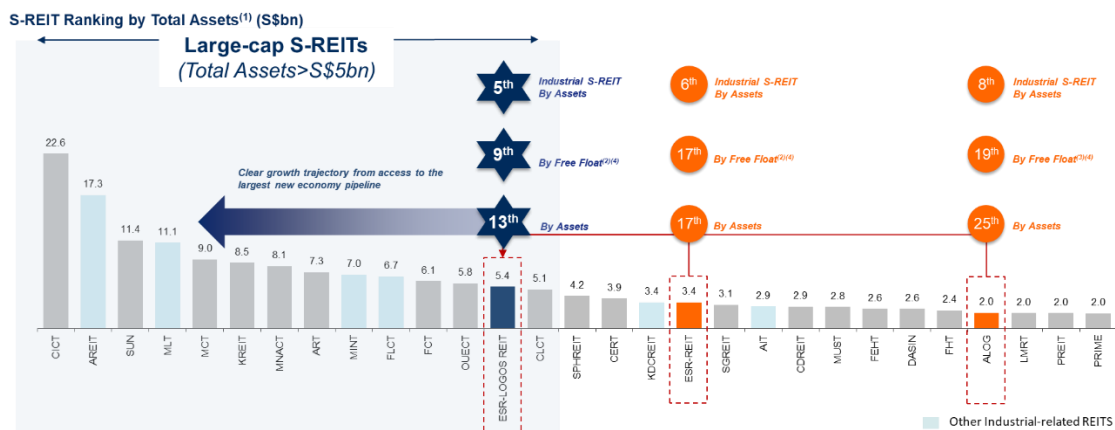 S-REIT Ranking by Total Assets(1) (S$bn)
Large-cap S-REITs
(Total Assets>S$5bn)
5th
Industrial S-REIT
By Assets
6th
Industrial S-REIT
By Assets
8th
Industrial S-REIT
By Assets
9th
By Free Float(2)(4)
17th
By Free Float(2)(4)
19th
By Free Float(3)(4)
Clear growth trajectory from access to the
largest new economy pipeline
13th
By Assets
17th
By Assets
25th
By Assets
22.6
17.3
11.4
11.1
9.0
8.5
8.1
7.3
7.0
6.7
6.1
5.8
5.4
5.1
4.2
3.9
3.4
3.4
3.1
2.9
2.9
2.8
2.6
2.6
2.4
2.0
2.0
2.0
2.0
CICT
AREIT
SUN
MLT
MCT
KREIT
MNACT
ART
MINT
FLCT
FCT
OUECT
ESR-LOGOS REIT
CLCT
SPHREIT
CERT
KDCREIT
ESR-REIT
SGREIT
AiT
CDREIT
MUST
FEHT
DASIN
FHT
ALOG
LMRT
PREIT
PRIME
Other Industrial-related REITS